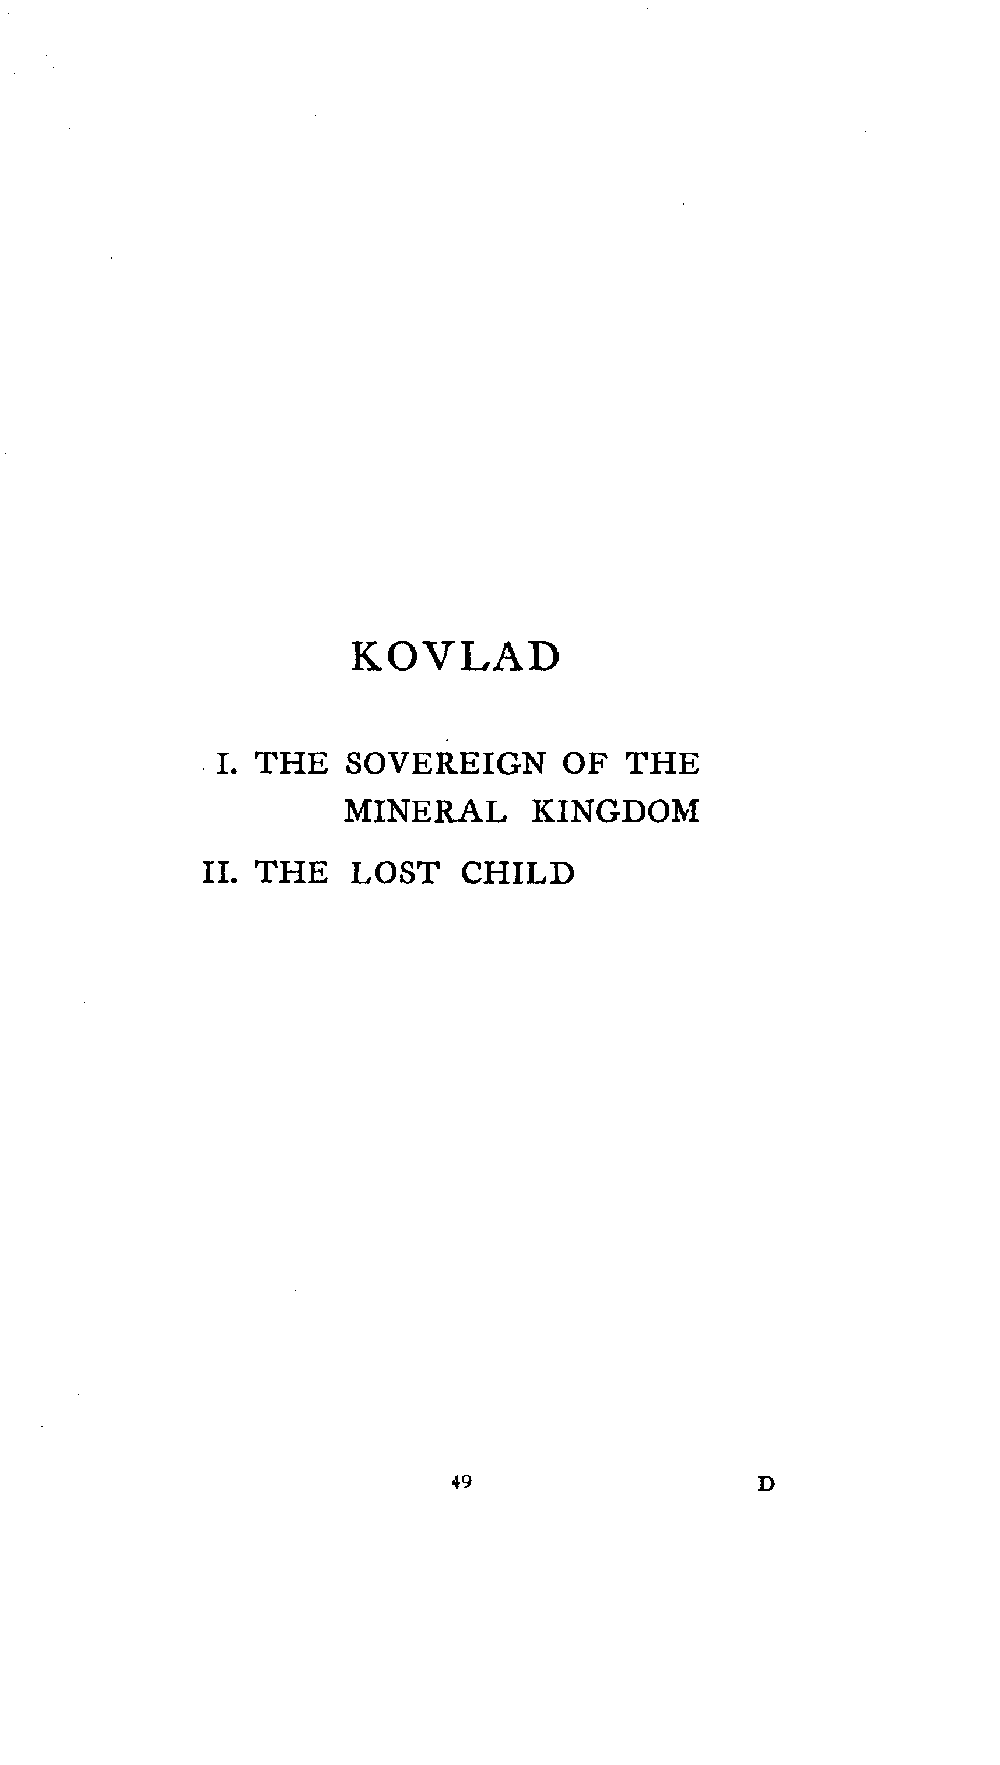 KOVLAD
I. THE SOVEREIGN OF THE
MINERAL KINGDOM
II. THE LOST CHILD
49 D